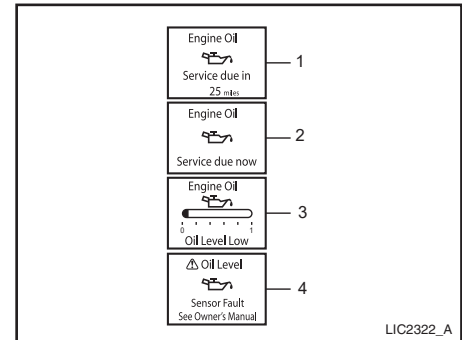 Engine Oil
Service due in
25 miles
1
Engine Oil
Service due now
2
Engine Oil
0 1
Oil Level Low
3
⚠ Oil Level
Sensor Fault
See Owner's Manual
4
LIC2322_A